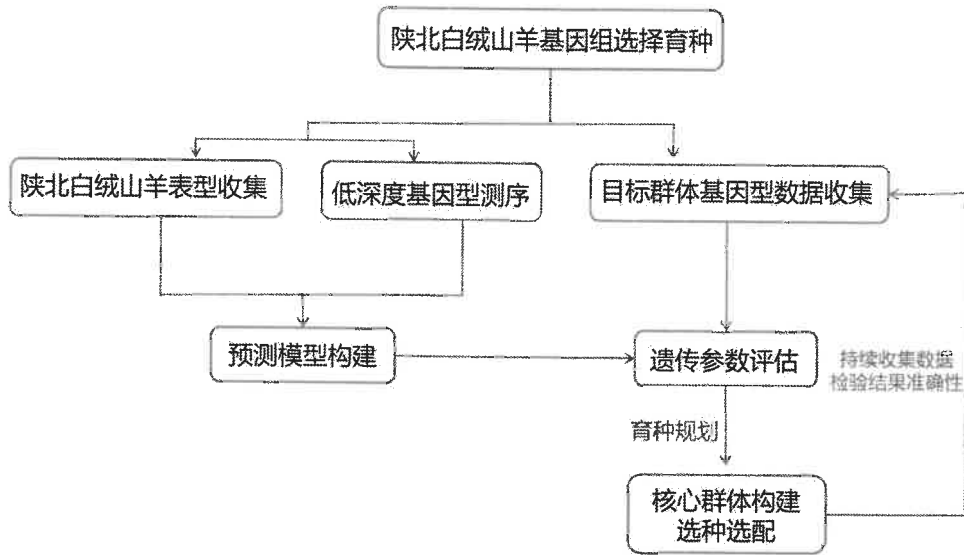 陕北白绒山羊基因组选择育种
陕北白绒山羊表型收集
低深度基因型测序
目标群体基因型数据收集
预测模型构建
遗传参数评估
持续收集数据
检验结果准确性
育种规划
核心群体构建
选种选配